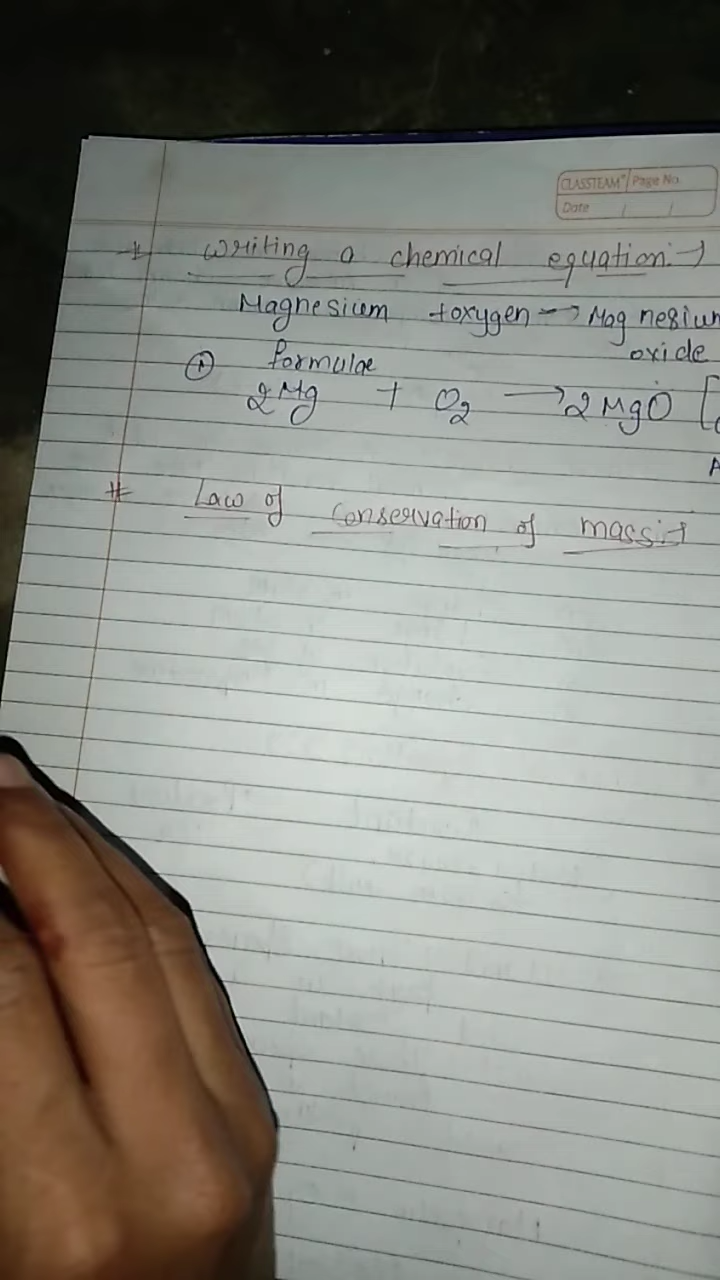 CLASSTEAM Page No.
Date / /
* writing a chemical equation:→
Magnesium + oxygen → Magnesium
oxide
formulae
2Mg + O₂ → 2MgO [
# Law of conservation of mass:→